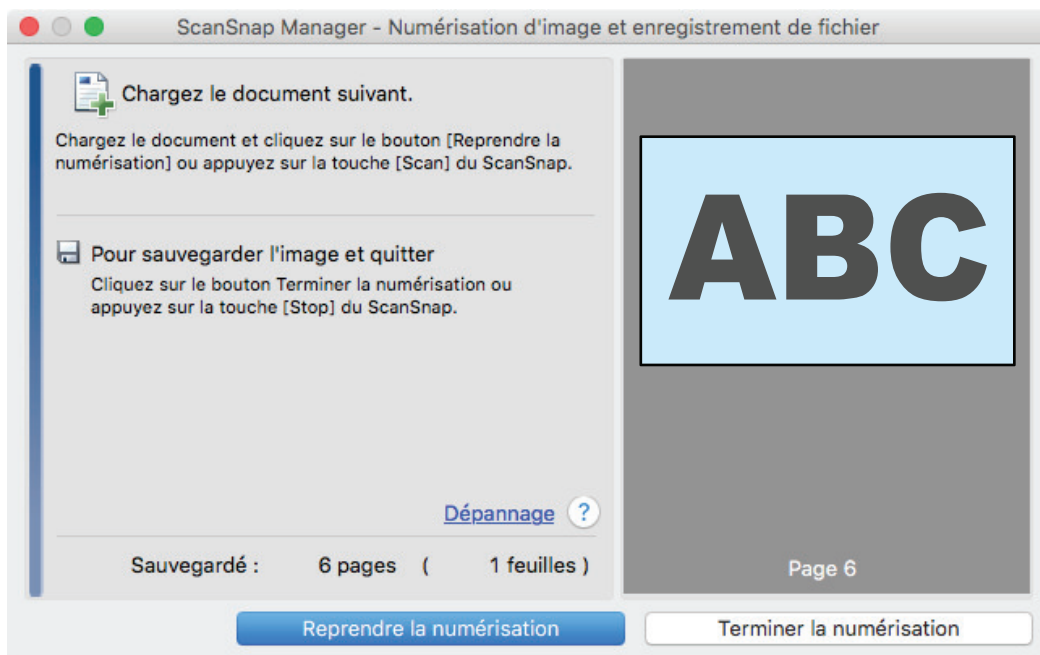 ScanSnap Manager - Numérisation d'image et enregistrement de fichier
Chargez le document suivant.
Chargez le document et cliquez sur le bouton [Reprendre la
numérisation] ou appuyez sur la touche [Scan] du ScanSnap.
Pour sauvegarder l'image et quitter
Cliquez sur le bouton Terminer la numérisation ou
appuyez sur la touche [Stop] du ScanSnap.
Dépannage ?
Sauvegardé : 6 pages ( 1 feuilles )
ABC
Page 6
Reprendre la numérisation
Terminer la numérisation